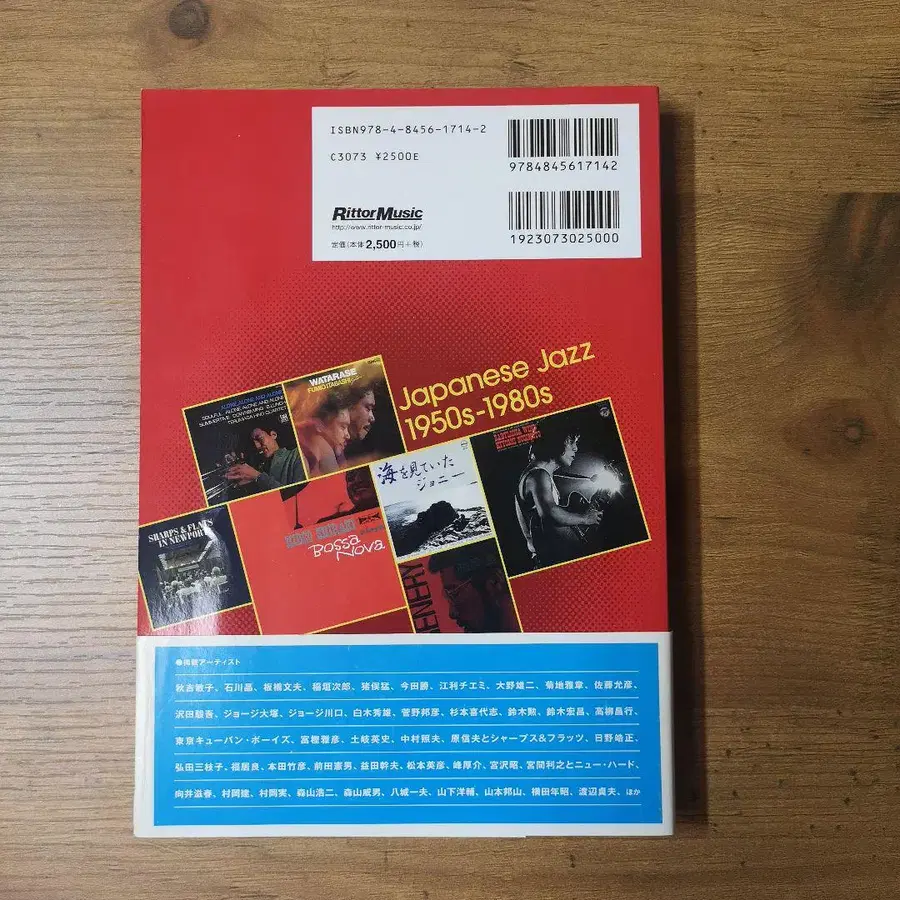 ISBN978-4-8456-1714-2
C3073 ¥2500E
9784845617142
RittorMusic
http://www.rittor-music.co.jp/
定価(本体2,500円+税)
1923073025000
Japanese Jazz
1950s-1980s
ALONE, ALONE AND ALONE
WATARASE
FUMIO ITABASHI
SHARPS & FLATS
IN NEWPORT
Bossa
Nova
海を見ていた
ジョニー
●掲載アーティスト
秋吉敏子、石川晶、板橋文夫、稲垣次郎、猪俣猛、今田勝、江利チエミ、大野雄二、菊地雅章、佐藤允彦、
沢田駿吾、ジョージ大塚、ジョージ川口、白木秀雄、菅野邦彦、杉本喜代志、鈴木勲、鈴木宏昌、高柳昌行、
東京キューバン・ボーイズ、富樫雅彦、土岐英史、中村照夫、原信夫とシャープス&フラッツ、日野皓正、
弘田三枝子、福居良、本田竹彦、前田憲男、益田幹夫、松本英彦、峰厚介、宮沢昭、宮間利之とニュー・ハード、
向井滋春、村岡建、村岡実、森山浩二、森山威男、八城一夫、山下洋輔、山本邦山、横田年昭、渡辺貞夫、ほか